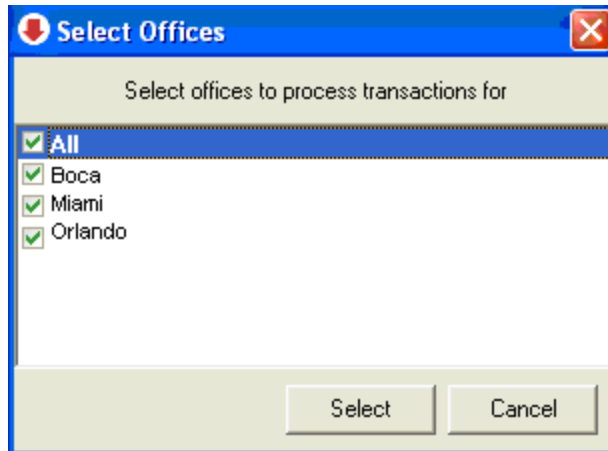 Select Offices
Select offices to process transactions for
All
Boca
Miami
Orlando
Select Cancel